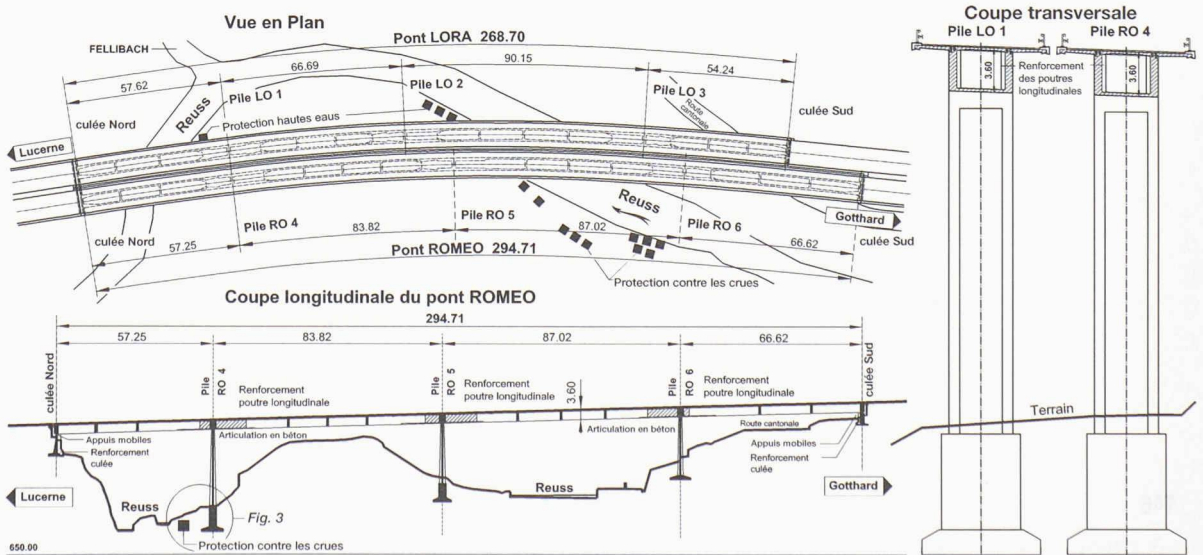 Vue en Plan
FELLIBACH
Pont LORA 268.70
57.62
66.69
90.15
54.24
culée Nord
Reuss
Pile LO 1
Pile LO 2
Pile LO 3
Route cantonale
culée Sud
Protection hautes eaus
Lucerne
culée Nord
57.25
Pile RO 4
83.82
Pile RO 5
87.02
Reuss
Pile RO 6
66.62
Gotthard
culée Sud
Pont ROMEO 294.71
Protection contre les crues
Coupe longitudinale du pont ROMEO
294.71
57.25
83.82
87.02
66.62
culée Nord
Pile RO 4
Renforcement
poutre longitudinale
Pile RO 5
Renforcement
poutre longitudinale
3.60
Pile RO 6
Renforcement
poutre longitudinale
culée Sud
Appuis mobiles
Renforcement
culée
Articulation en béton
Articulation en béton
Route cantonale
Appuis mobiles
Renforcement
culée
Lucerne
Reuss
Fig. 3
Reuss
Gotthard
Protection contre les crues
650.00
Coupe transversale
Pile LO 1
Pile RO 4
3.60
Renforcement
des poutres
longitudinales
3.60
Terrain